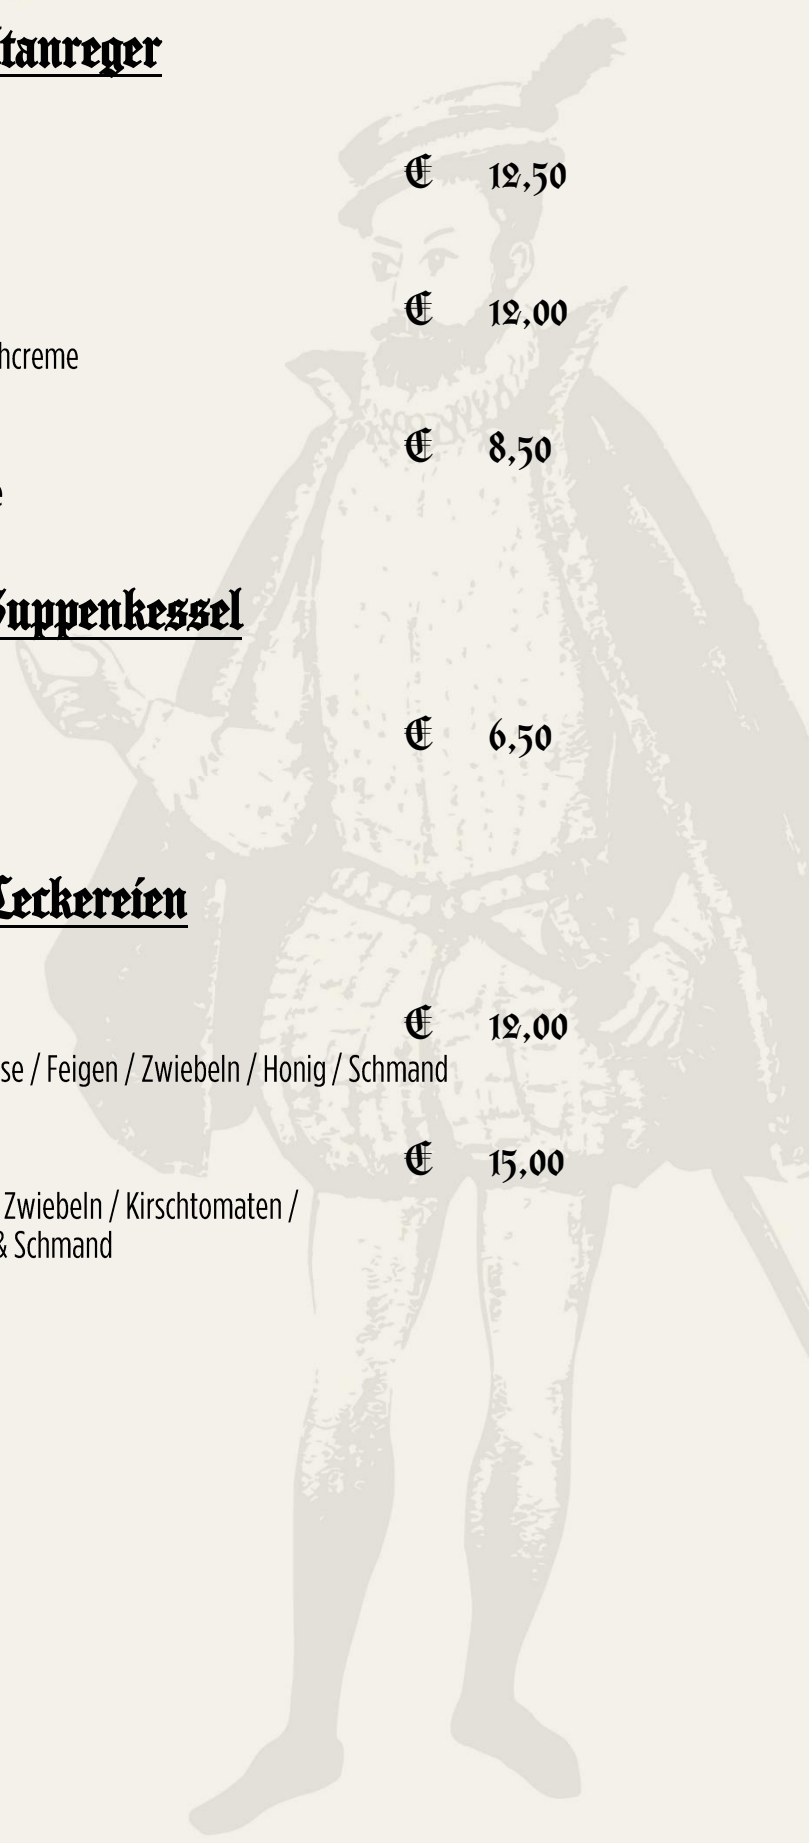 tanreger
€ 12,50
€ 12,00
hcreme
€ 8,50
e
Suppenkessel
€ 6,50
Leckereien
€ 12,00
se / Feigen / Zwiebeln / Honig / Schmand
€ 15,00
Zwiebeln / Kirschtomaten /
& Schmand